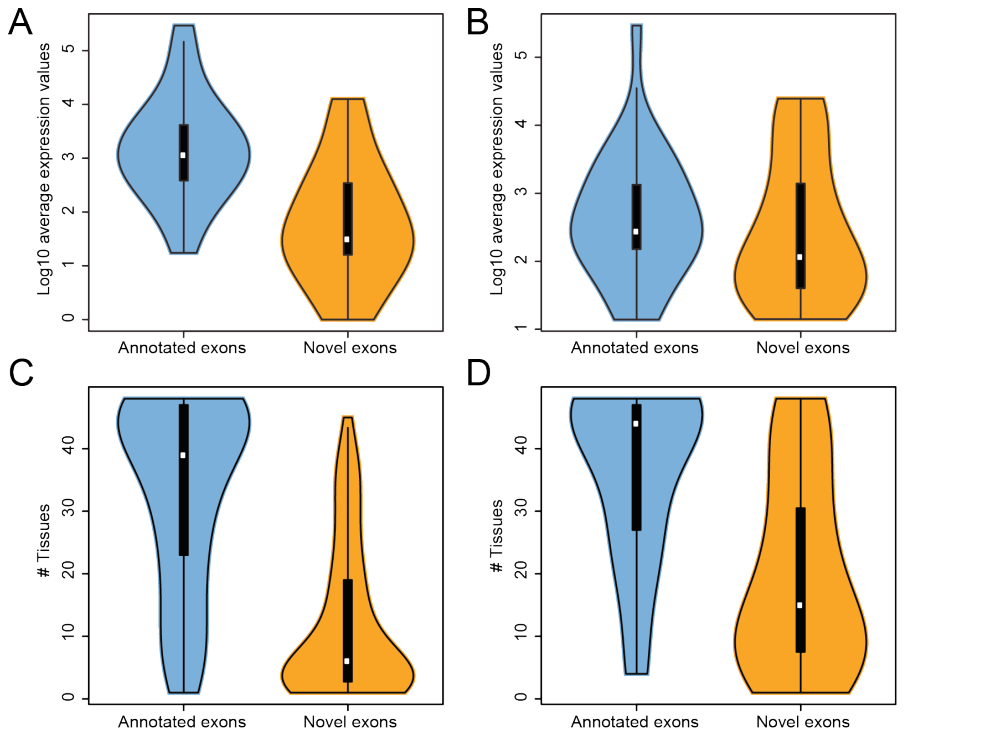 A
Log10 average expression values
5
4
3
2
1
0
Annotated exons
Novel exons
B
Log10 average expression values
5
4
3
2
1
Annotated exons
Novel exons
C
# Tissues
40
30
20
10
0
Annotated exons
Novel exons
D
# Tissues
40
30
20
10
0
Annotated exons
Novel exons